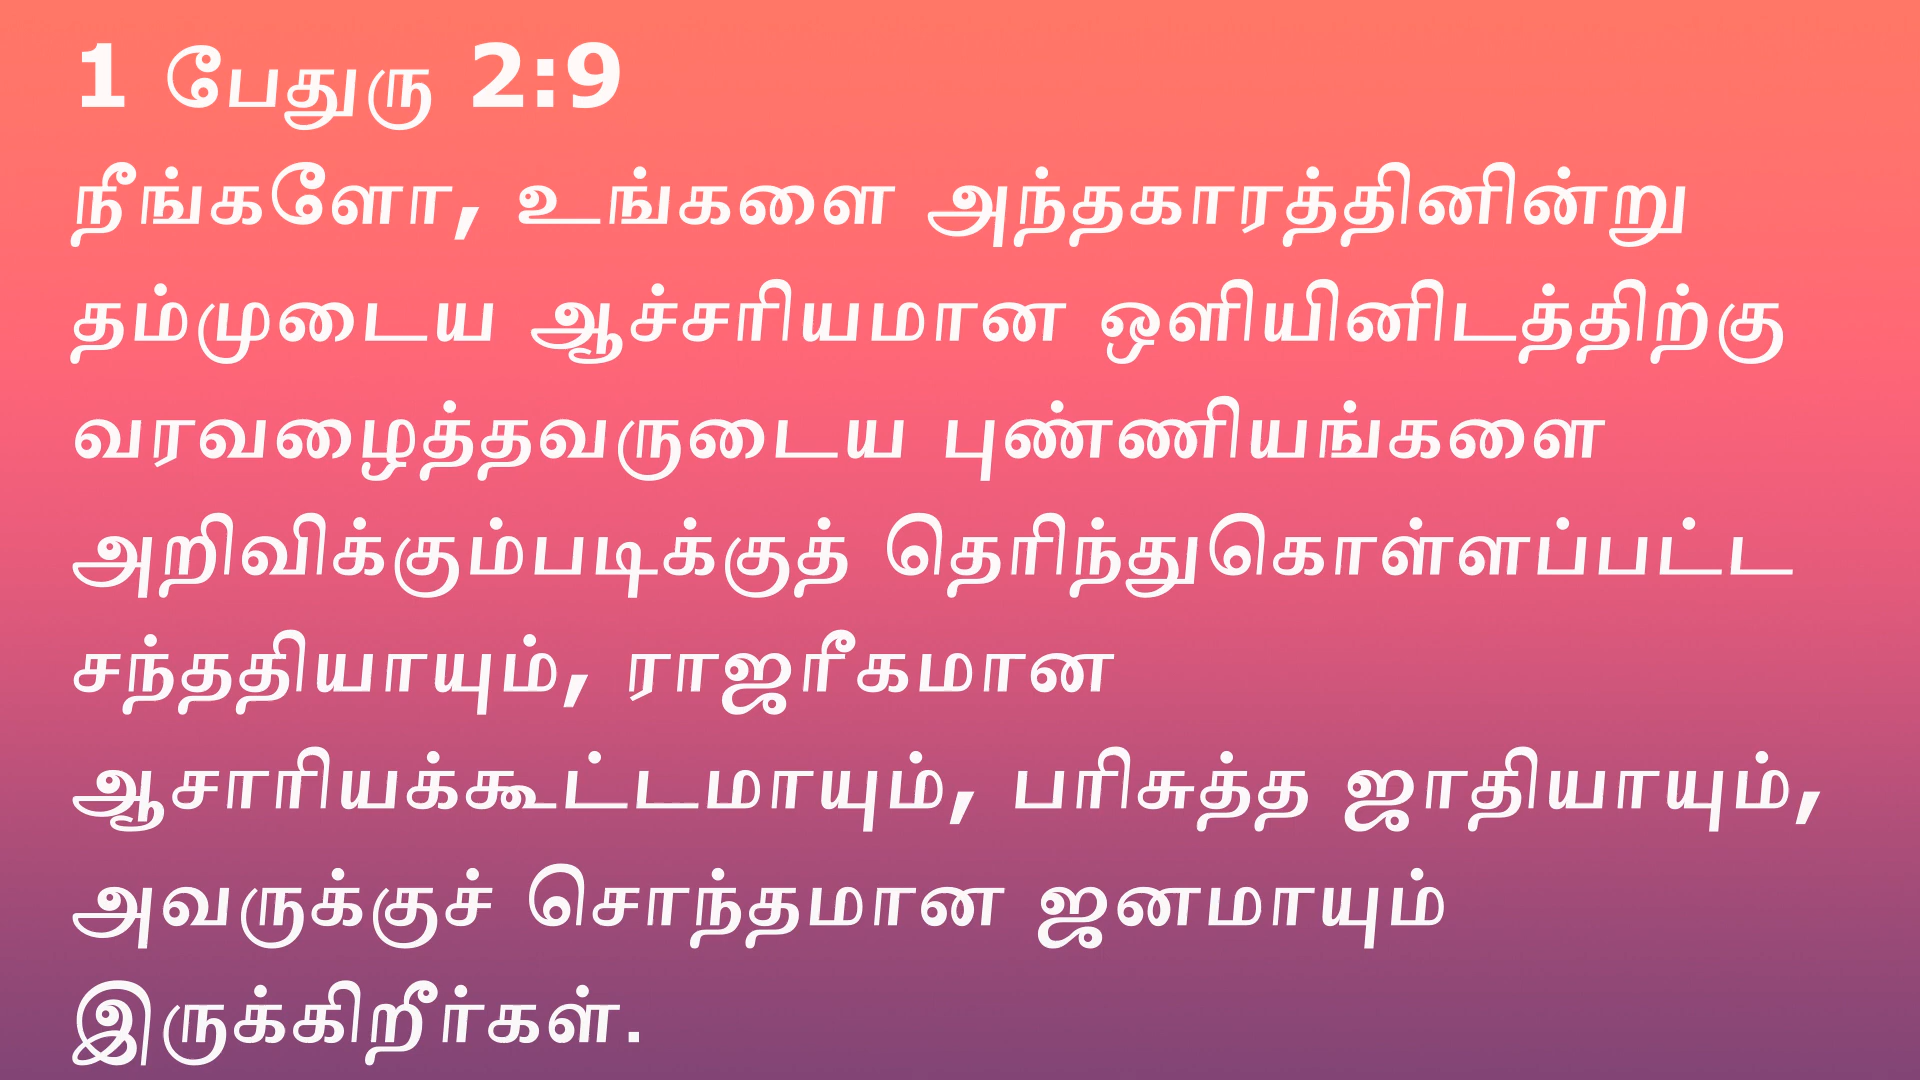 1 பேதுரு 2:9
நீங்களோ, உங்களை அந்தகாரத்தினின்று
தம்முடைய ஆச்சரியமான ஒளியினிடத்திற்கு
வரவழைத்தவருடைய புண்ணியங்களை
அறிவிக்கும்படிக்குத் தெரிந்துகொள்ளப்பட்ட
சந்ததியாயும், ராஜரீகமான
ஆசாரியக்கூட்டமாயும், பரிசுத்த ஜாதியாயும்,
அவருக்குச் சொந்தமான ஜனமாயும்
இருக்கிறீர்கள்.